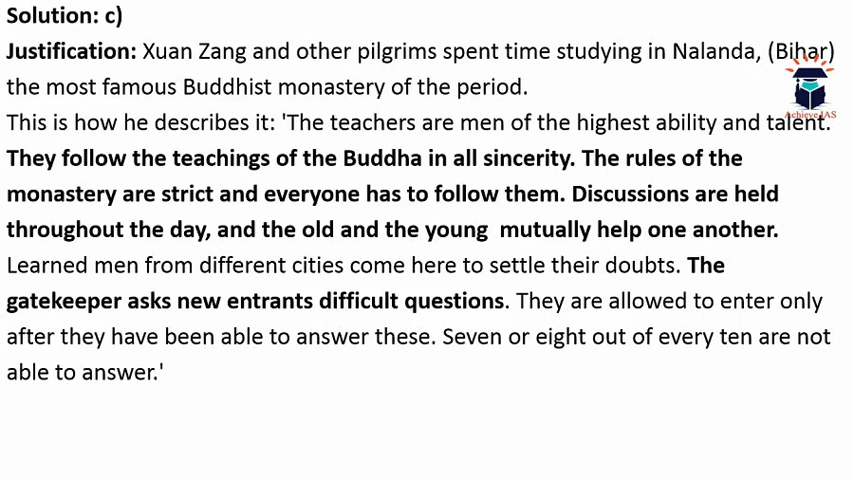 Solution: c)
Justification: Xuan Zang and other pilgrims spent time studying in Nalanda, (Bihar)
the most famous Buddhist monastery of the period.
This is how he describes it: 'The teachers are men of the highest ability and talent.
They follow the teachings of the Buddha in all sincerity. The rules of the
monastery are strict and everyone has to follow them. Discussions are held
throughout the day, and the old and the young mutually help one another.
Learned men from different cities come here to settle their doubts. The
gatekeeper asks new entrants difficult questions. They are allowed to enter only
after they have been able to answer these. Seven or eight out of every ten are not
able to answer.'
Achieve IAS